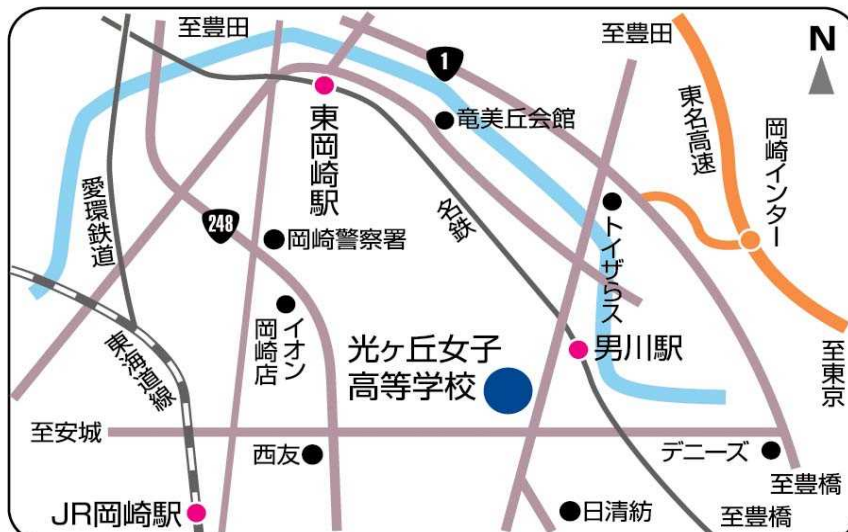 至豊田
至豊田
N
1
東名高速
岡崎インター
竜美丘会館
東岡崎駅
愛環鉄道
名鉄
248
岡崎警察署
トイザらス
イオン
岡崎店
東海道線
光ヶ丘女子
高等学校
男川駅
至東京
至安城
西友
デニーズ
至豊橋
JR岡崎駅
日清紡
至豊橋